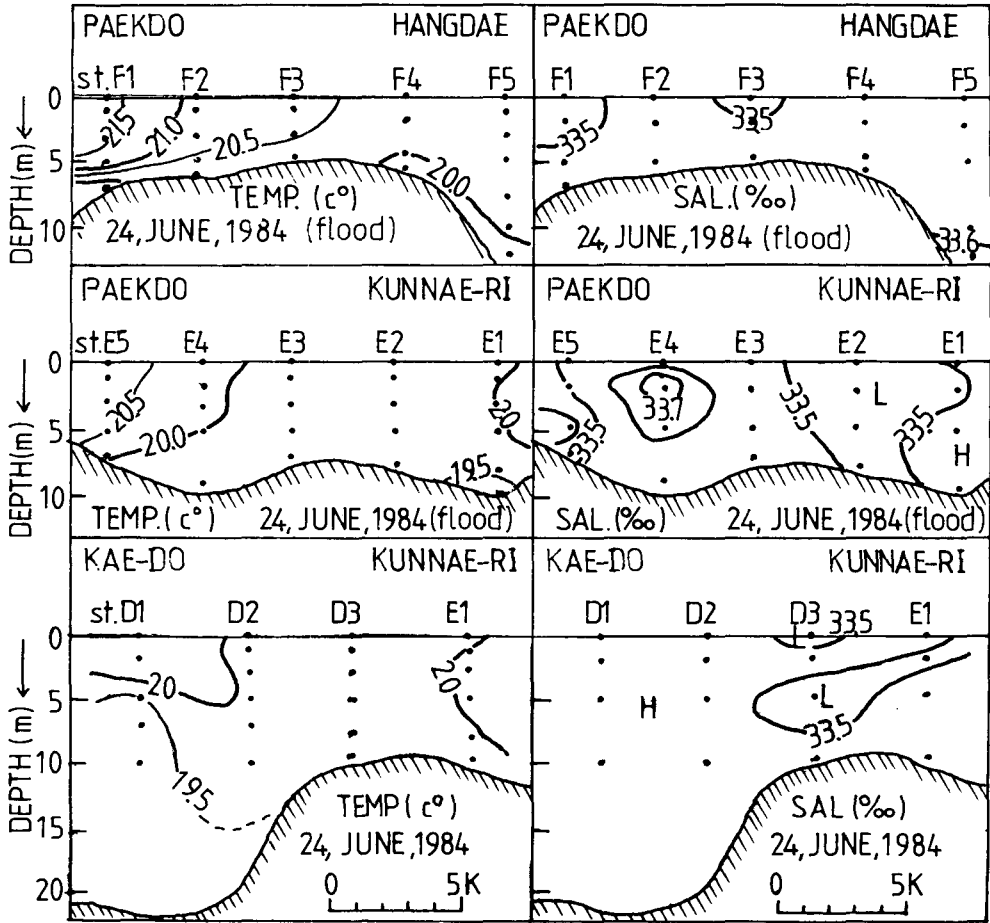 PAEKDO HANGDAE
st.F1 F2 F3 F4 F5
0
5
10
DEPTH(m)
21.5
21.0
20.5
20.0
TEMP. (c°)
24, JUNE, 1984 (flood)
PAEKDO HANGDAE
F1 F2 F3 F4 F5
33.5
33.5
33.6
SAL.(‰)
24, JUNE, 1984 (flood)
PAEKDO KUNNAE-RI
st.E5 E4 E3 E2 E1
0
5
10
DEPTH(m)
20.5
20.0
20
19.5
TEMP.(c°) 24, JUNE, 1984(flood)
PAEKDO KUNNAE-RI
E5 E4 E3 E2 E1
33.7
33.5
33.5
33.5
L
H
SAL.(‰) 24, JUNE, 1984(flood)
KAE-DO KUNNAE-RI
st.D1 D2 D3 E1
0
5
10
15
20
DEPTH(m)
20
20
19.5
TEMP(c°)
24, JUNE, 1984
0 5K
KAE-DO KUNNAE-RI
D1 D2 D3 E1
L 33.5
H
L
33.5
SAL(‰)
24, JUNE, 1984
0 5K